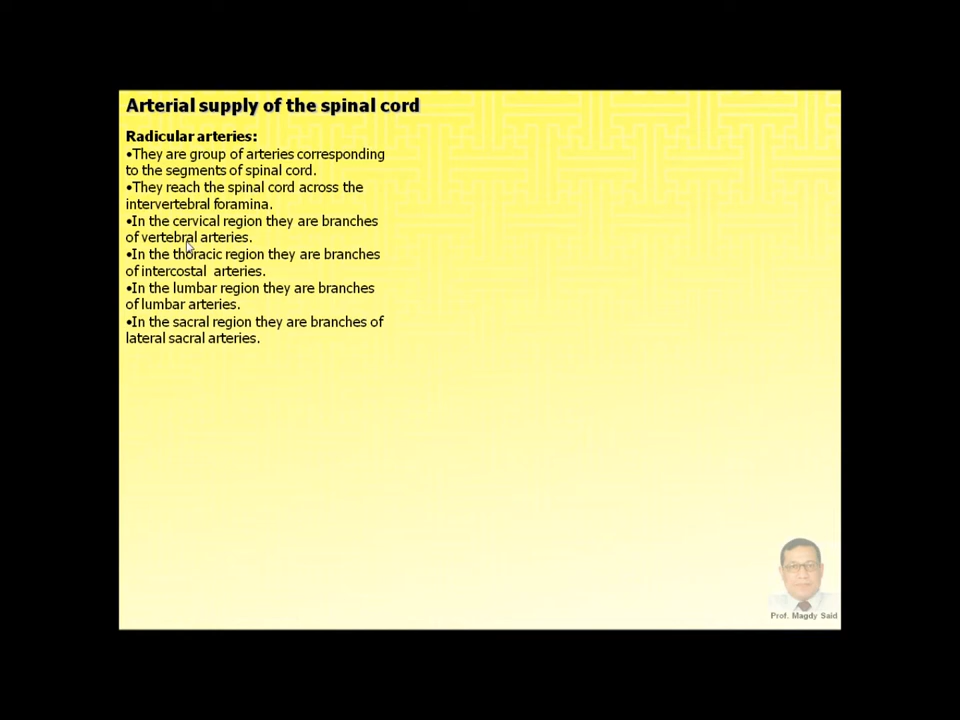 Arterial supply of the spinal cord
Radicular arteries:
•They are group of arteries corresponding
to the segments of spinal cord.
•They reach the spinal cord across the
intervertebral foramina.
•In the cervical region they are branches
of vertebral arteries.
•In the thoracic region they are branches
of intercostal  arteries.
•In the lumbar region they are branches
of lumbar arteries.
•In the sacral region they are branches of
lateral sacral arteries.
Prof. Magdy Said